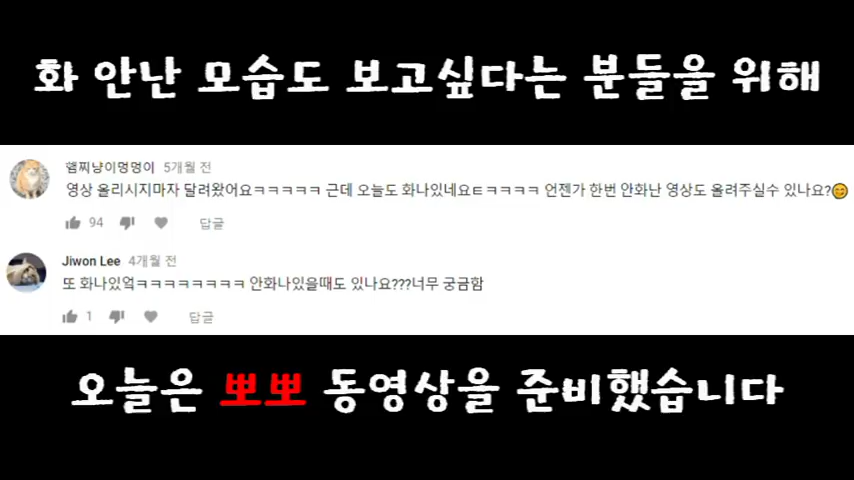 화 안난 모습도 보고싶다는 분들을 위해
햄찌냥이멍멍이 5개월 전
영상 올리시지마자 달려왔어요ㅋㅋㅋㅋㅋ 근데 오늘도 화나있네요ㅌㅋㅋㅋㅋ 언젠가 한번 안화난 영상도 올려주실수 있나요?😊
94 답글
Jiwon Lee 4개월 전
또 화나있엌ㅋㅋㅋㅋㅋㅋㅋㅋ 안화나있을때도 있나요???너무 궁금함
1 답글
오늘은 뽀뽀 동영상을 준비했습니다